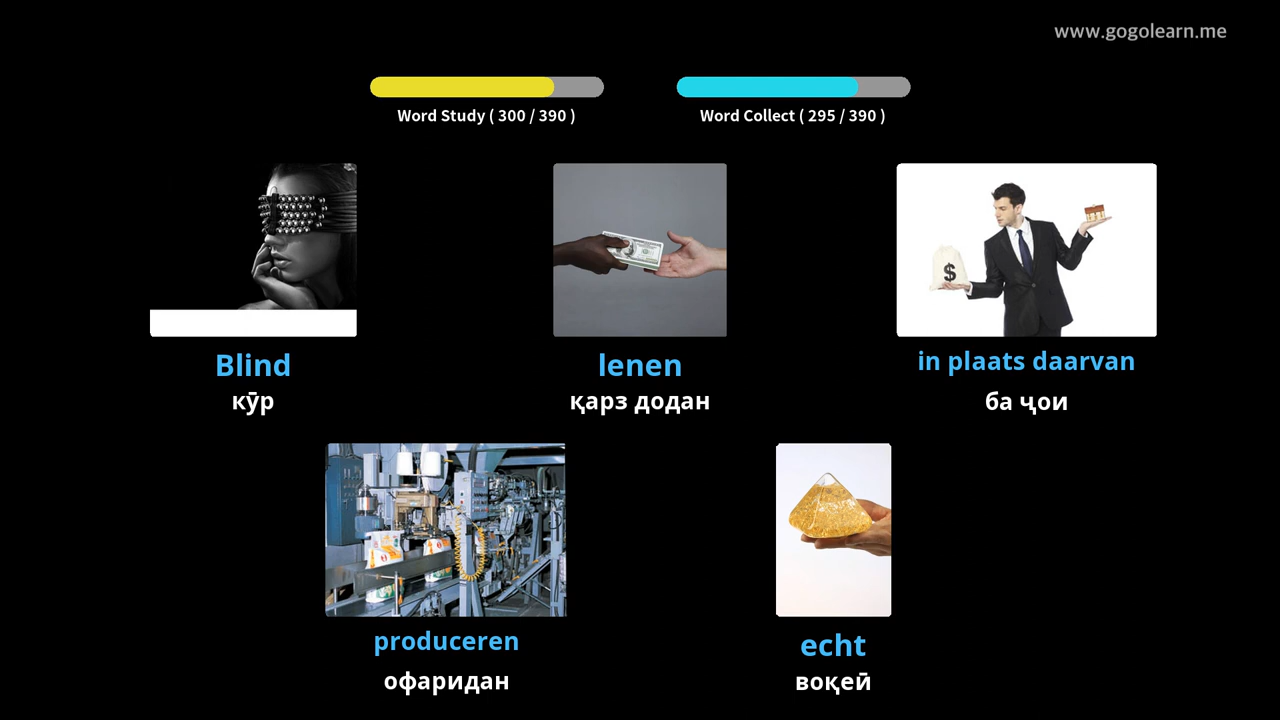 www.gogolearn.me
Word Study ( 300 / 390 )
Word Collect ( 295 / 390 )
$
Blind
кӯр
lenen
қарз додан
in plaats daarvan
ба ҷои
produceren
офаридан
echt
воқеӣ